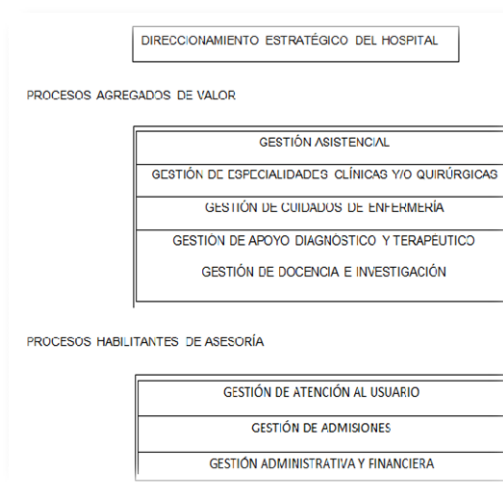 DIRECCIONAMIENTO ESTRATÉGICO DEL HOSPITAL
PROCESOS AGREGADOS DE VALOR
GESTIÓN ASISTENCIAL
GESTIÓN DE ESPECIALIDADES CLÍNICAS Y/O QUIRÚRGICAS
GESTIÓN DE CUIDADOS DE ENFERMERÍA
GESTIÓN DE APOYO DIAGNÓSTICO Y TERAPÉUTICO
GESTIÓN DE DOCENCIA E INVESTIGACIÓN
PROCESOS HABILITANTES DE ASESORÍA
GESTIÓN DE ATENCIÓN AL USUARIO
GESTIÓN DE ADMISIONES
GESTIÓN ADMINISTRATIVA Y FINANCIERA